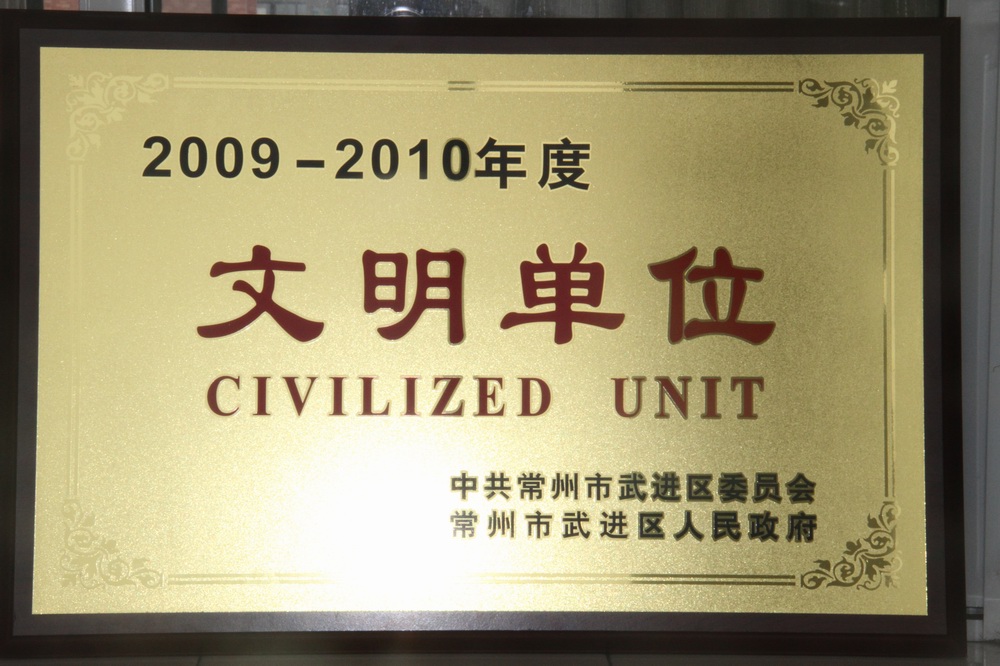 2009-2010年度
文明单位
CIVILIZED UNIT
中共常州市武进区委员会
常州市武进区人民政府